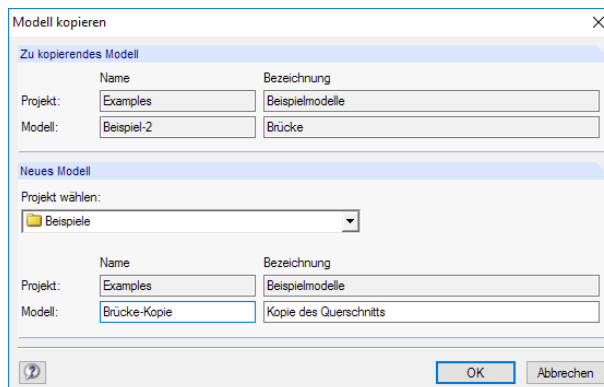 Modell kopieren
Zu kopierendes Modell
Name Bezeichnung
Projekt: Examples Beispielmodelle
Modell: Beispiel-2 Brücke
Neues Modell
Projekt wählen:
Beispiele
Name Bezeichnung
Projekt: Examples Beispielmodelle
Modell: Brücke-Kopie Kopie des Querschnitts
OK Abbrechen